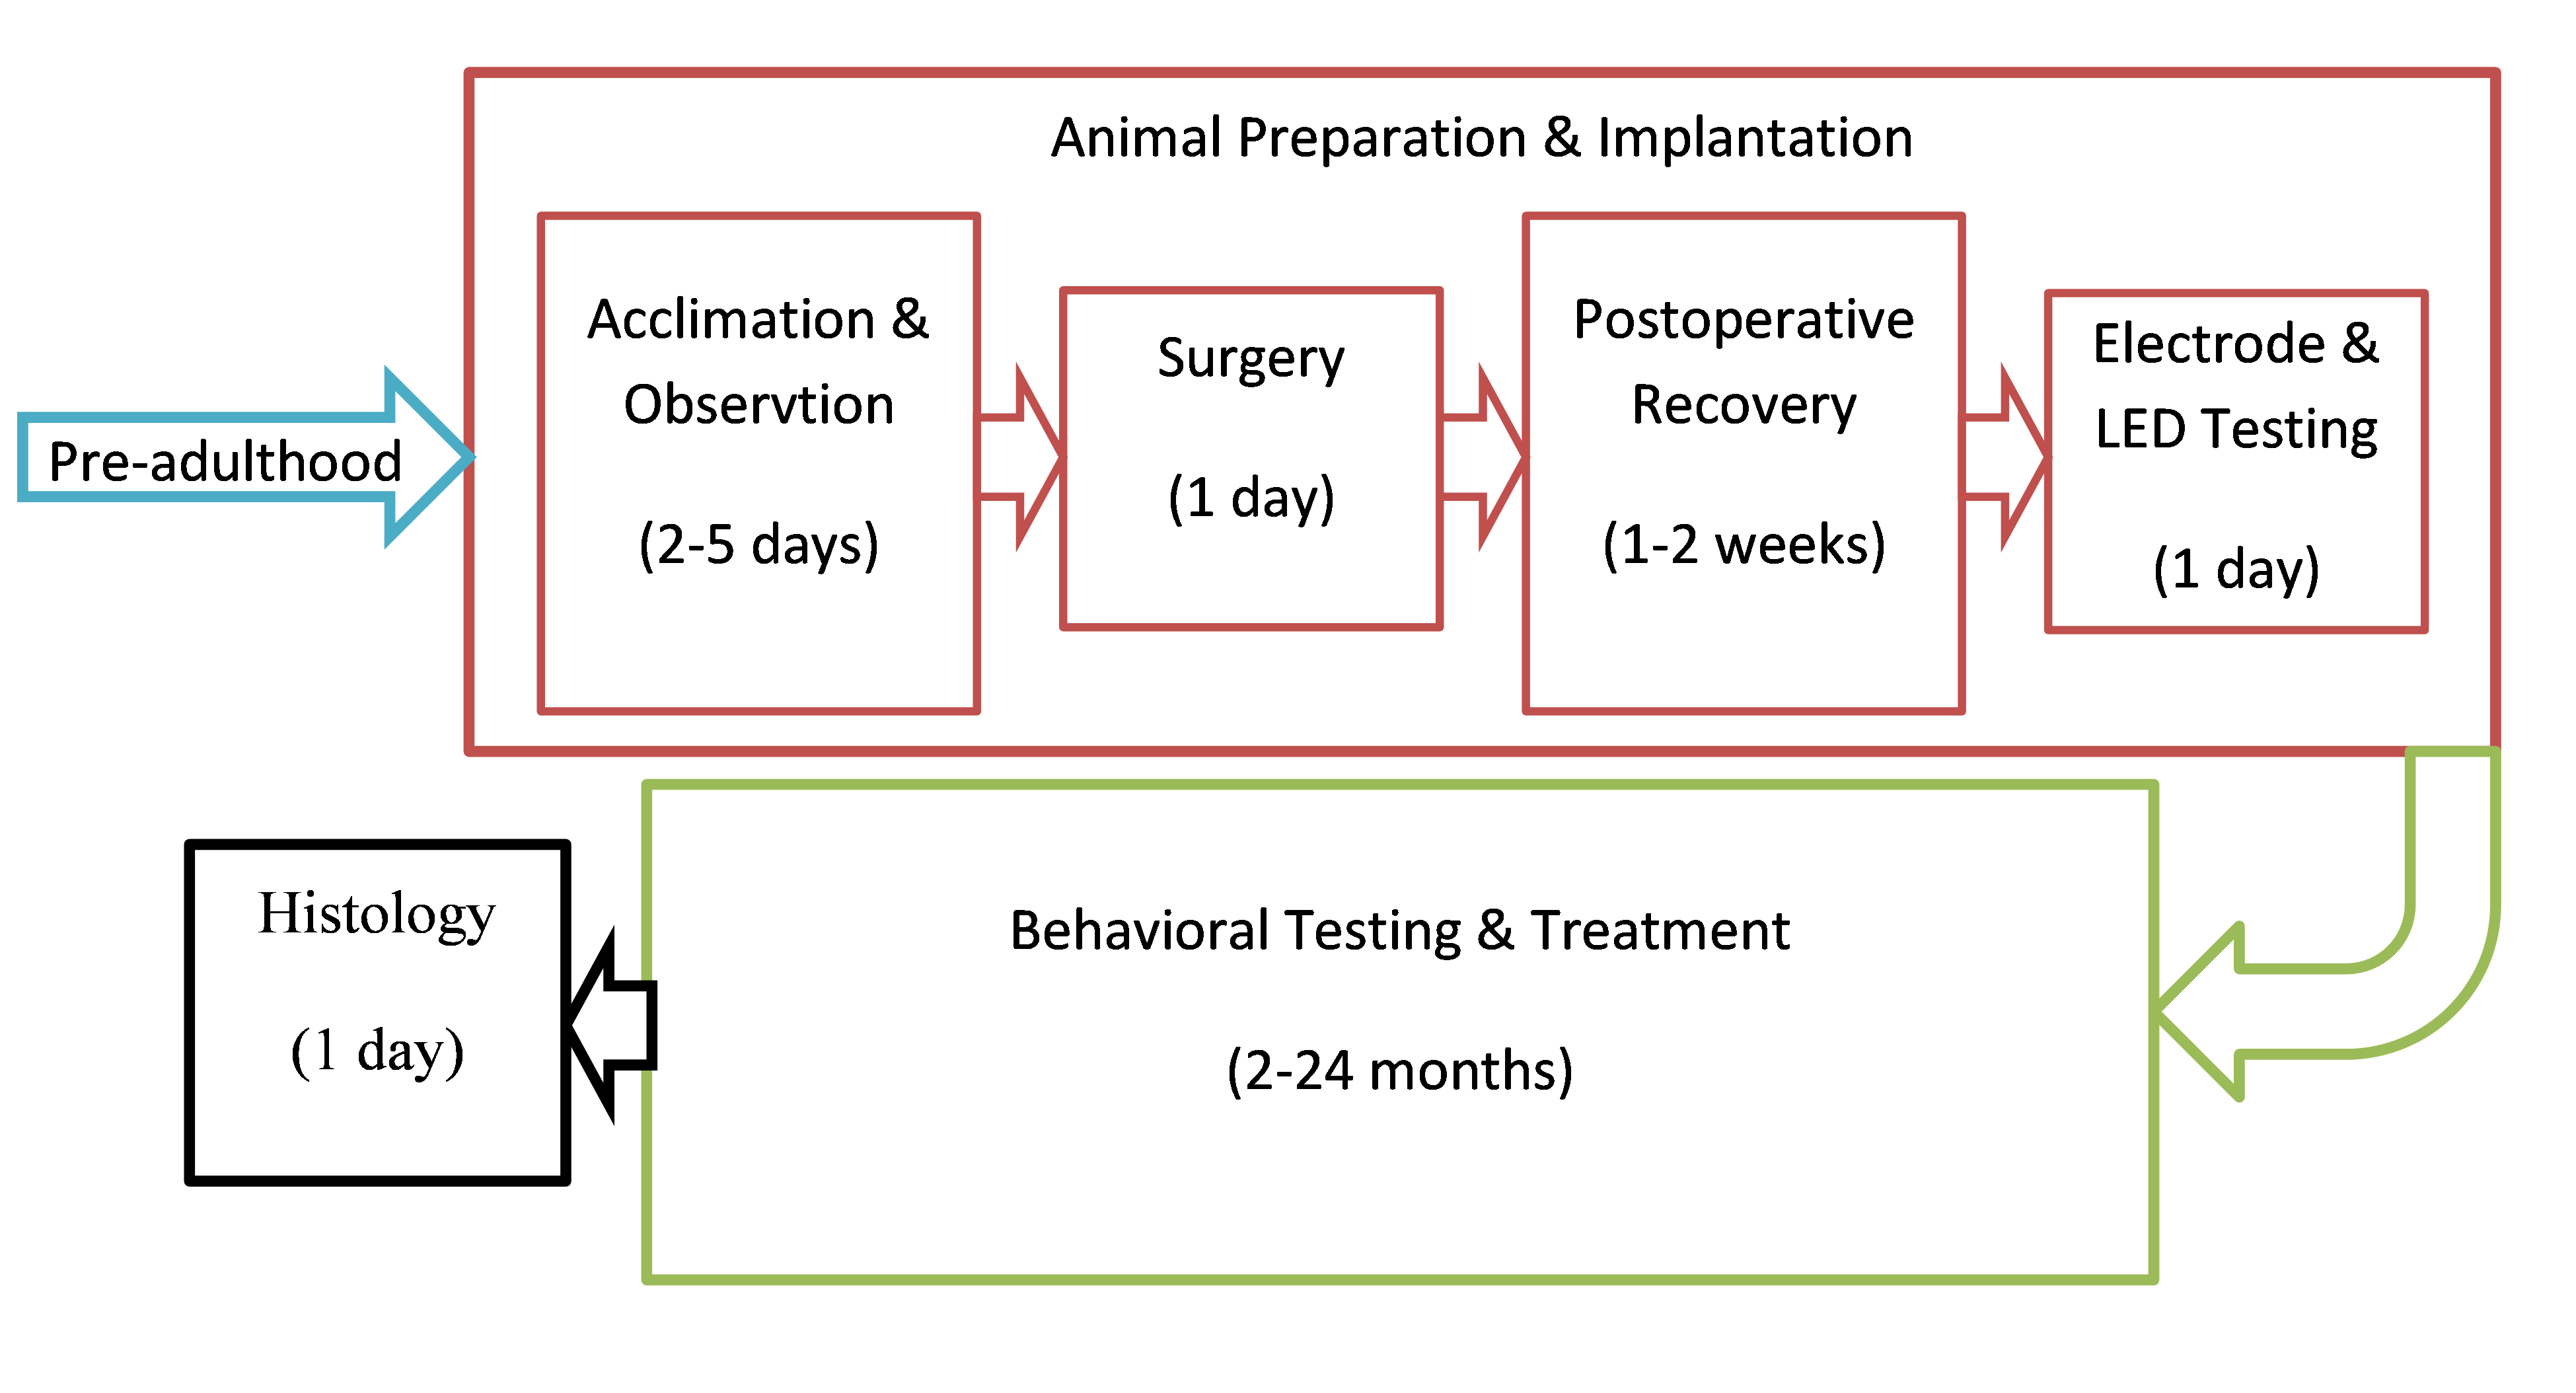 Animal Preparation & Implantation
Pre-adulthood
Acclimation &
Observtion
(2-5 days)
Surgery
(1 day)
Postoperative
Recovery
(1-2 weeks)
Electrode &
LED Testing
(1 day)
Behavioral Testing & Treatment
(2-24 months)
Histology
(1 day)